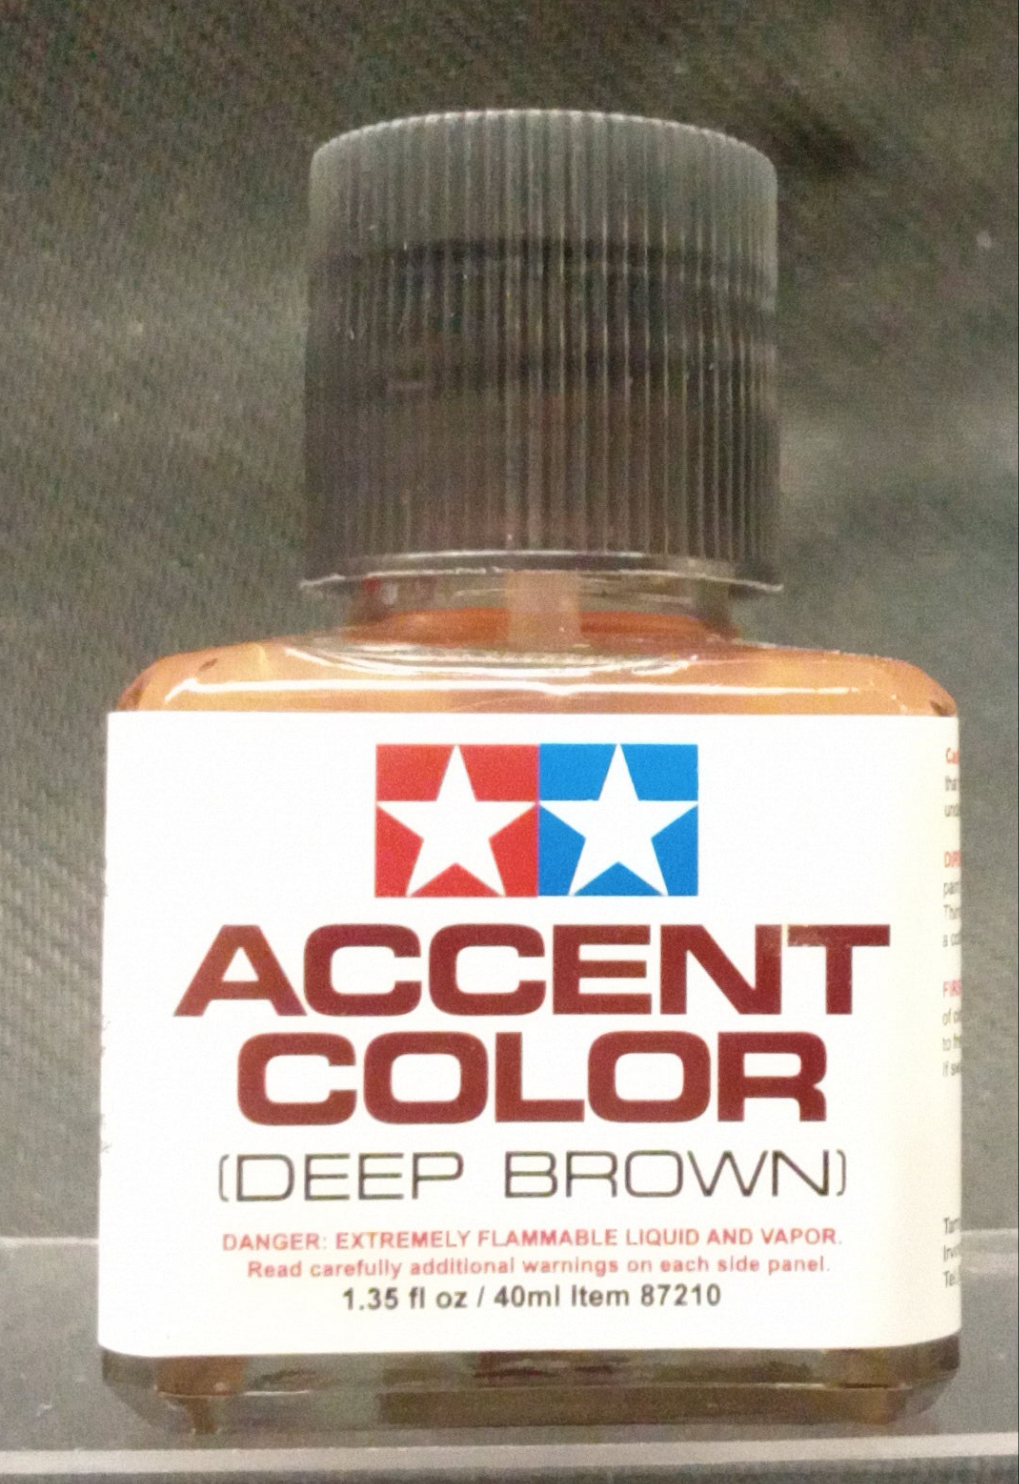 ACCENT
COLOR
(DEEP BROWN)
DANGER: EXTREMELY FLAMMABLE LIQUID AND VAPOR.
Read carefully additional warnings on each side panel.
1.35 fl oz / 40ml Item 87210